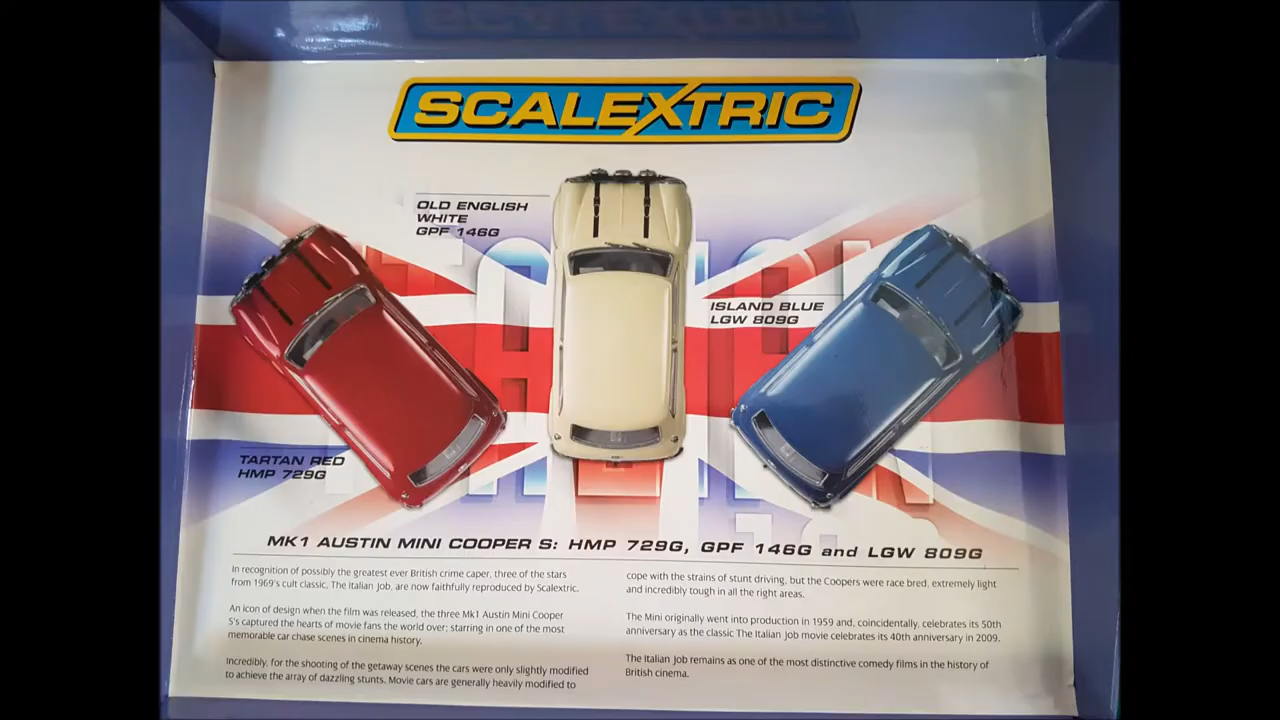 SCALEXTRIC
OLD ENGLISH
WHITE
GPF 146G
ISLAND BLUE
LGW 809G
TARTAN RED
HMP 729G
MK1 AUSTIN MINI COOPER S: HMP 729G, GPF 146G and LGW 809G
In recognition of possibly the greatest ever British crime caper, three of the stars
from 1969's cult classic, The Italian Job, are now faithfully reproduced by Scalextric.
An icon of design when the film was released, the three Mk1 Austin Mini Cooper
S's captured the hearts of movie fans the world over; starring in one of the most
memorable car chase scenes in cinema history.
Incredibly, for the shooting of the getaway scenes the cars were only slightly modified
to achieve the array of dazzling stunts. Movie cars are generally heavily modified to
cope with the strains of stunt driving, but the Coopers were race bred, extremely light
and incredibly tough in all the right areas.
The Mini originally went into production in 1959 and, coincidentally, celebrates its 50th
anniversary as the classic The Italian Job movie celebrates its 40th anniversary in 2009.
The Italian Job remains as one of the most distinctive comedy films in the history of
British cinema.